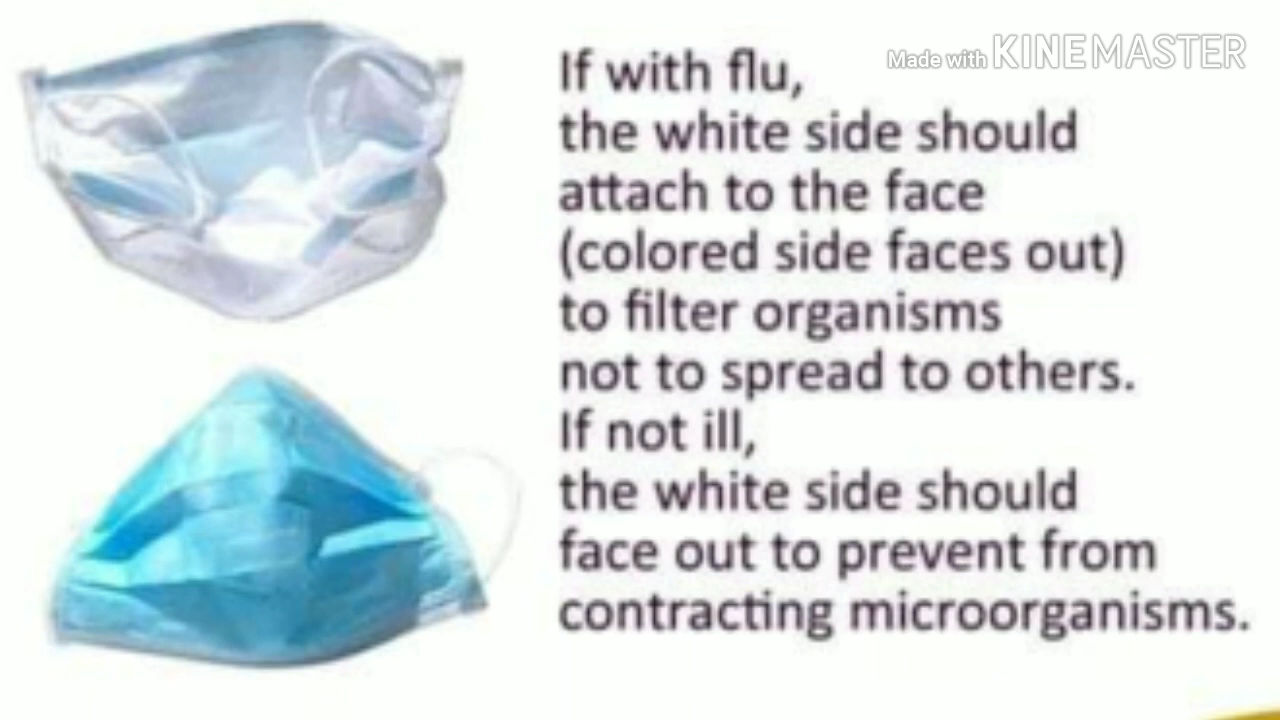 Made with KINEMASTER
If with flu,
the white side should
attach to the face
(colored side faces out)
to filter organisms
not to spread to others.
If not ill,
the white side should
face out to prevent from
contracting microorganisms.